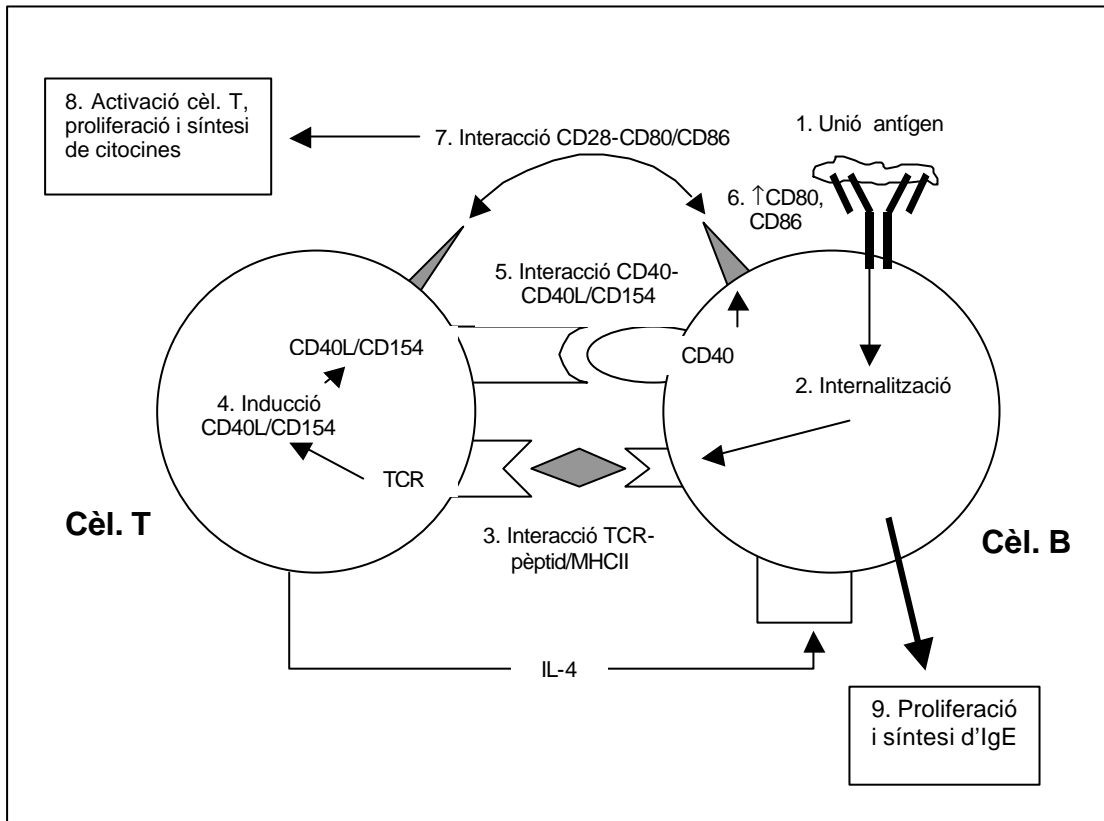 8. Activació cèl. T,
proliferació i síntesi
de citocines
7. Interacció CD28-CD80/CD86
1. Unió antígen
6. ↑CD80,
CD86
5. Interacció CD40-
CD40L/CD154
CD40L/CD154
CD40
4. Inducció
CD40L/CD154
2. Internalització
TCR
Cèl. T
3. Interacció TCR-
pèptid/MHCII
Cèl. B
IL-4
9. Proliferació
i síntesi d'IgE